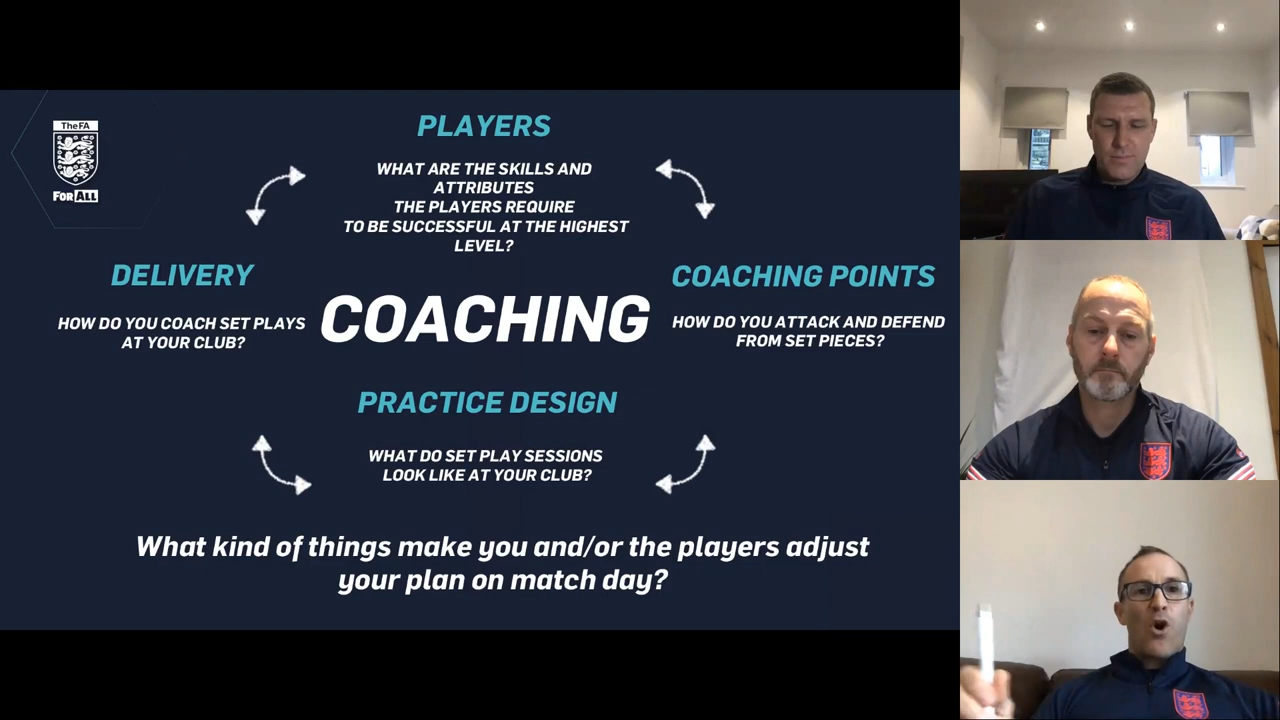 TheFA
FOR ALL
PLAYERS
WHAT ARE THE SKILLS AND
ATTRIBUTES
THE PLAYERS REQUIRE
TO BE SUCCESSFUL AT THE HIGHEST
LEVEL?
DELIVERY
HOW DO YOU COACH SET PLAYS
AT YOUR CLUB?
COACHING
COACHING POINTS
HOW DO YOU ATTACK AND DEFEND
FROM SET PIECES?
PRACTICE DESIGN
WHAT DO SET PLAY SESSIONS
LOOK LIKE AT YOUR CLUB?
What kind of things make you and/or the players adjust
your plan on match day?